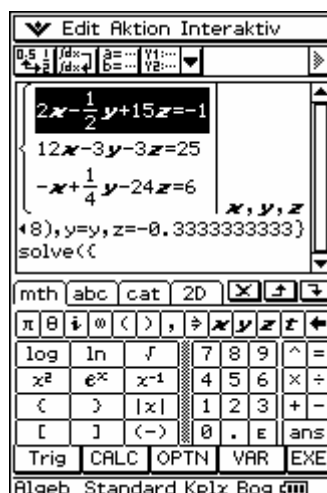 Edit Aktion Interaktiv
2x-1/2y+15z=-1
12x-3y-3z=25
-x+1/4y-24z=6
x,y,z
◂8),y=y,z=-0.3333333333}
solve({
mth abc cat 2D
π θ i ∞ ( ) , ⇒ x y z t ←
log ln √ 7 8 9 ^ =
x² eˣ x⁻¹ 4 5 6 × ÷
{ } |x| 1 2 3 + -
[ ] (-) 0 . E ans
Trig CALC OPTN VAR EXE
Algeb Standard Kplx Bog